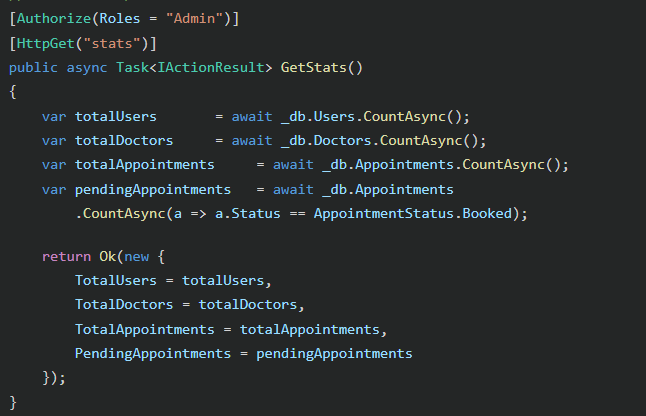 [Authorize(Roles = "Admin")]
[HttpGet("stats")]
public async Task<IActionResult> GetStats()
{
    var totalUsers       = await _db.Users.CountAsync();
    var totalDoctors     = await _db.Doctors.CountAsync();
    var totalAppointments     = await _db.Appointments.CountAsync();
    var pendingAppointments   = await _db.Appointments
        .CountAsync(a => a.Status == AppointmentStatus.Booked);

    return Ok(new {
        TotalUsers = totalUsers,
        TotalDoctors = totalDoctors,
        TotalAppointments = totalAppointments,
        PendingAppointments = pendingAppointments
    });
}